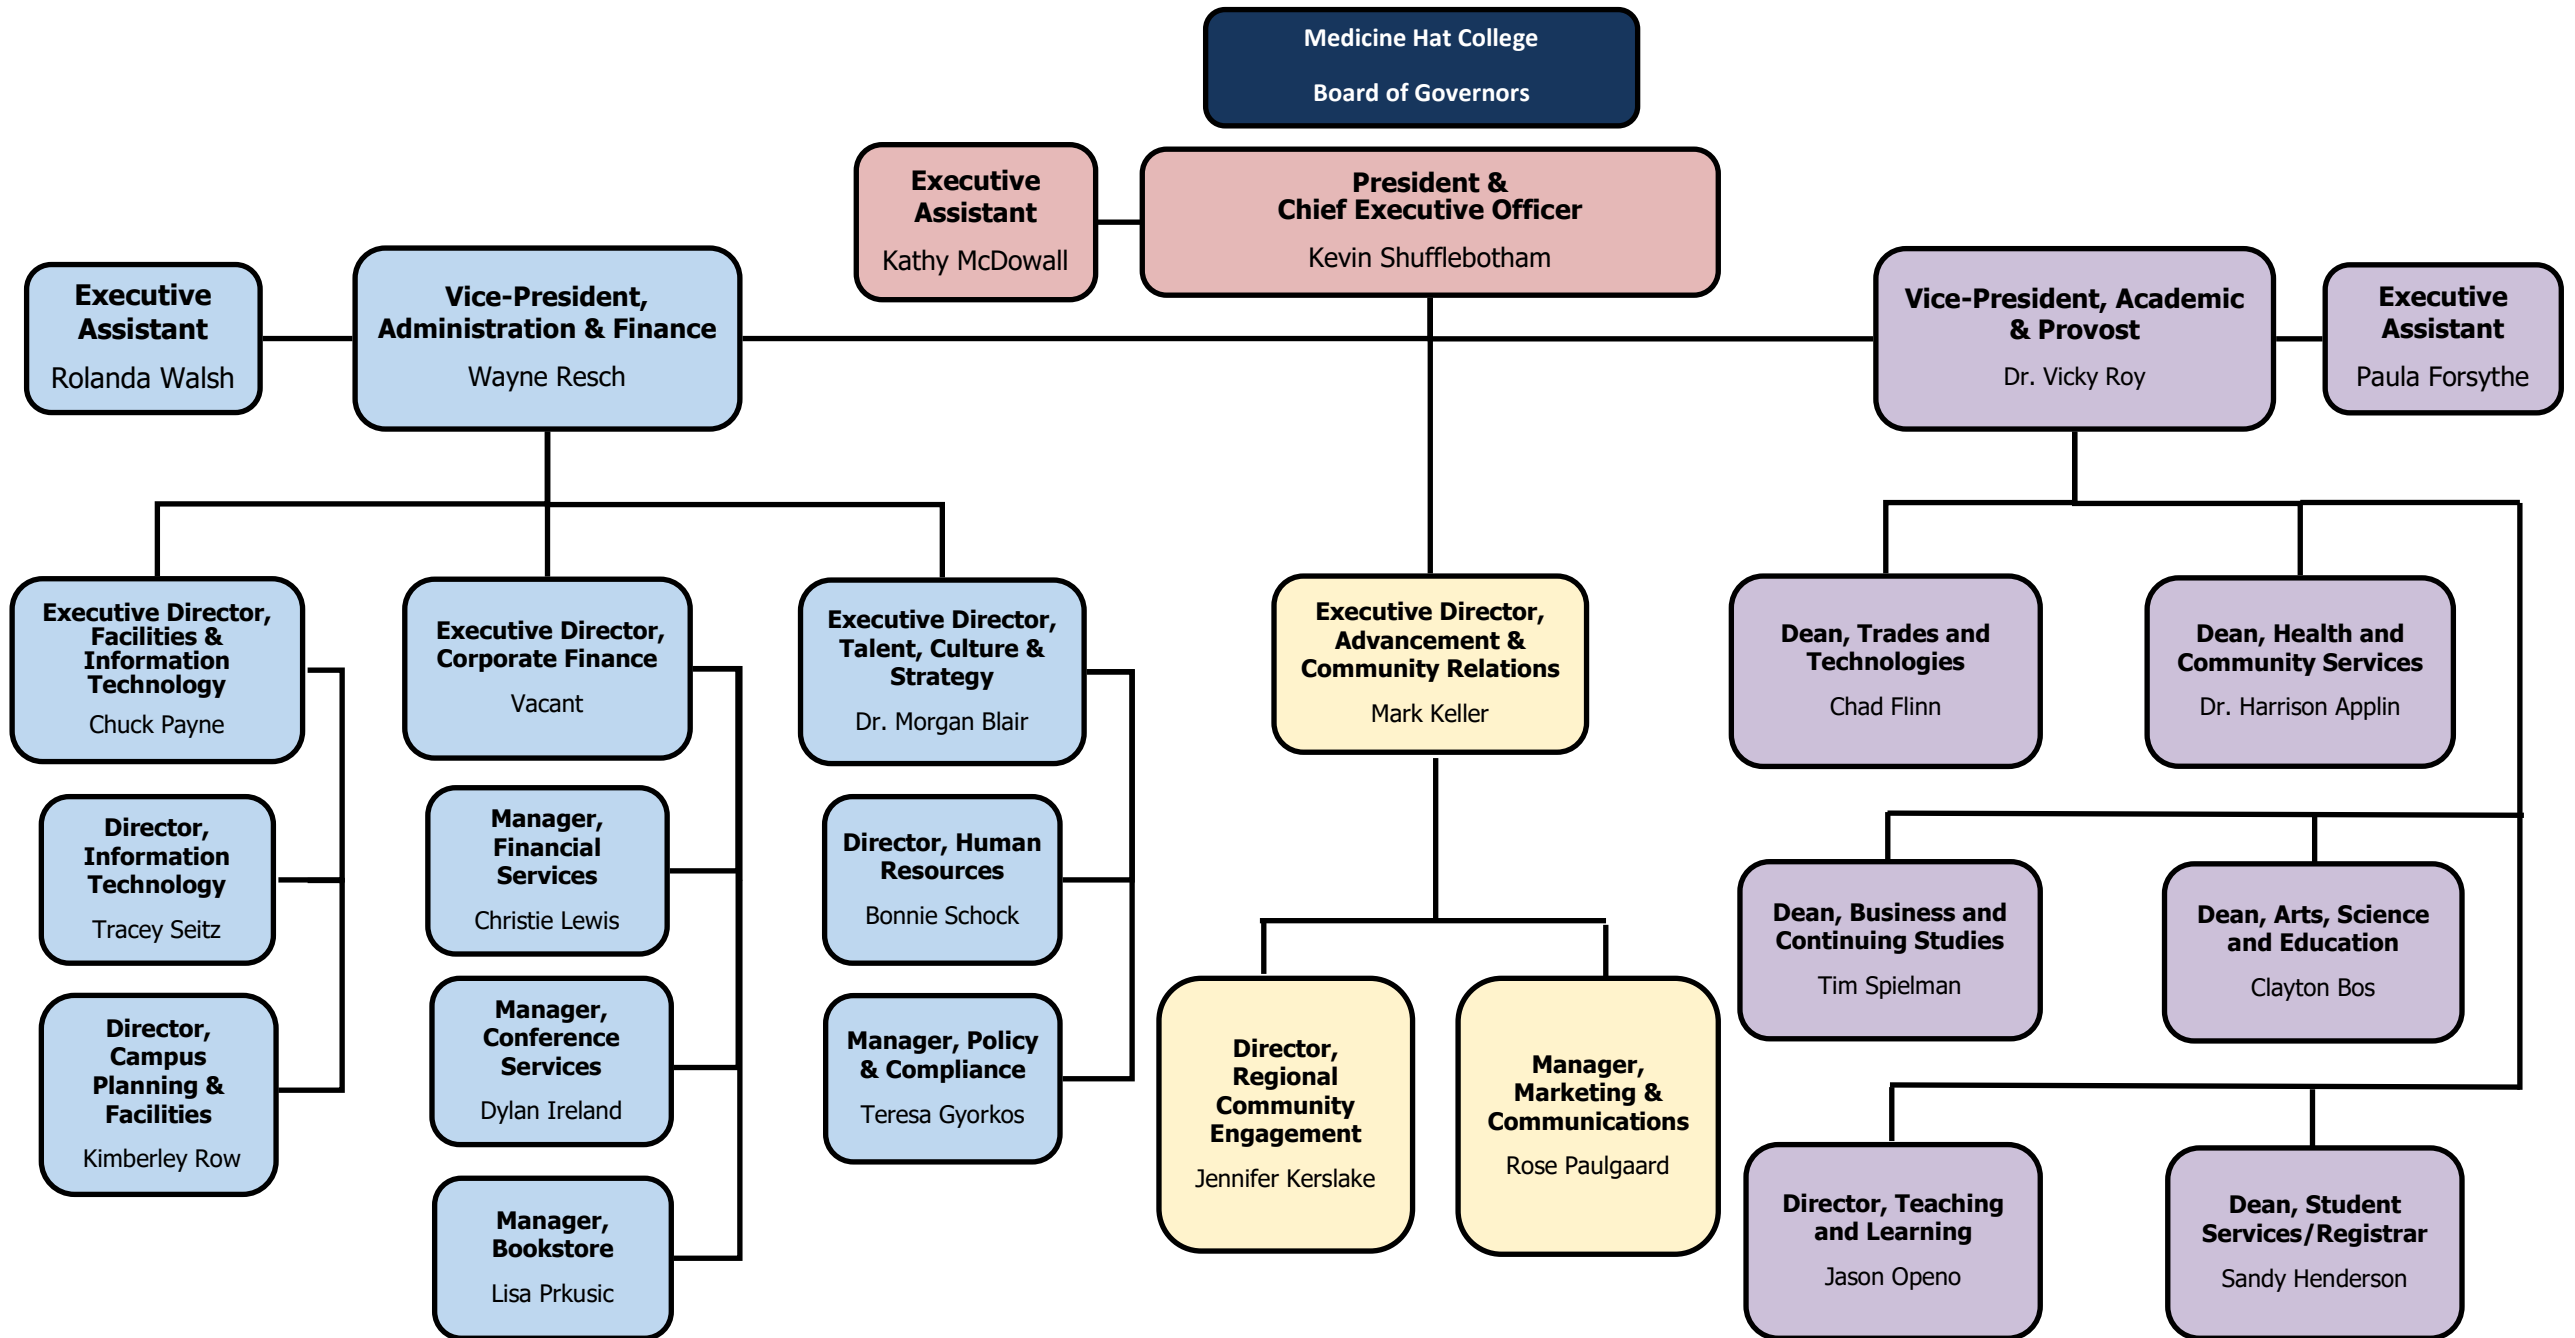 Medicine Hat College
Board of Governors
Executive
Assistant
Kathy McDowall
President &
Chief Executive Officer
Kevin Shufflebotham
Executive
Assistant
Rolanda Walsh
Vice-President,
Administration & Finance
Wayne Resch
Vice-President, Academic
& Provost
Dr. Vicky Roy
Executive
Assistant
Paula Forsythe
Executive Director,
Facilities &
Information
Technology
Chuck Payne
Executive Director,
Corporate Finance
Vacant
Executive Director,
Talent, Culture &
Strategy
Dr. Morgan Blair
Executive Director,
Advancement &
Community Relations
Mark Keller
Dean, Trades and
Technologies
Chad Flinn
Dean, Health and
Community Services
Dr. Harrison Applin
Director,
Information
Technology
Tracey Seitz
Manager,
Financial
Services
Christie Lewis
Director, Human
Resources
Bonnie Schock
Dean, Business and
Continuing Studies
Tim Spielman
Dean, Arts, Science
and Education
Clayton Bos
Director,
Campus
Planning &
Facilities
Kimberley Row
Manager,
Conference
Services
Dylan Ireland
Manager, Policy
& Compliance
Teresa Gyorkos
Director,
Regional
Community
Engagement
Jennifer Kerslake
Manager,
Marketing &
Communications
Rose Paulgaard
Manager,
Bookstore
Lisa Prkusic
Director, Teaching
and Learning
Jason Openo
Dean, Student
Services/Registrar
Sandy Henderson